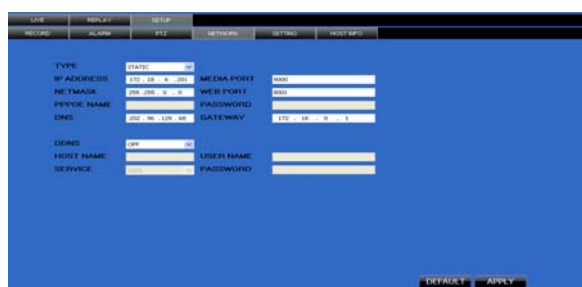 LIVE REPLAY SETUP
RECORD ALARM PTZ NETWORK SETTING HOST INFO
TYPE STATIC
IP ADDRESS 172 . 18 . 6 .201 MEDIA PORT 9000
NETMASK 255 .255 . 0 . 0 WEB PORT 8001
PPPOE NAME PASSWORD
DNS 202 . 96 .128 . 68 GATEWAY 172 . 18 . 0 . 1
DDNS OFF
HOST NAME USER NAME
SERVICE PASSWORD
DEFAULT APPLY